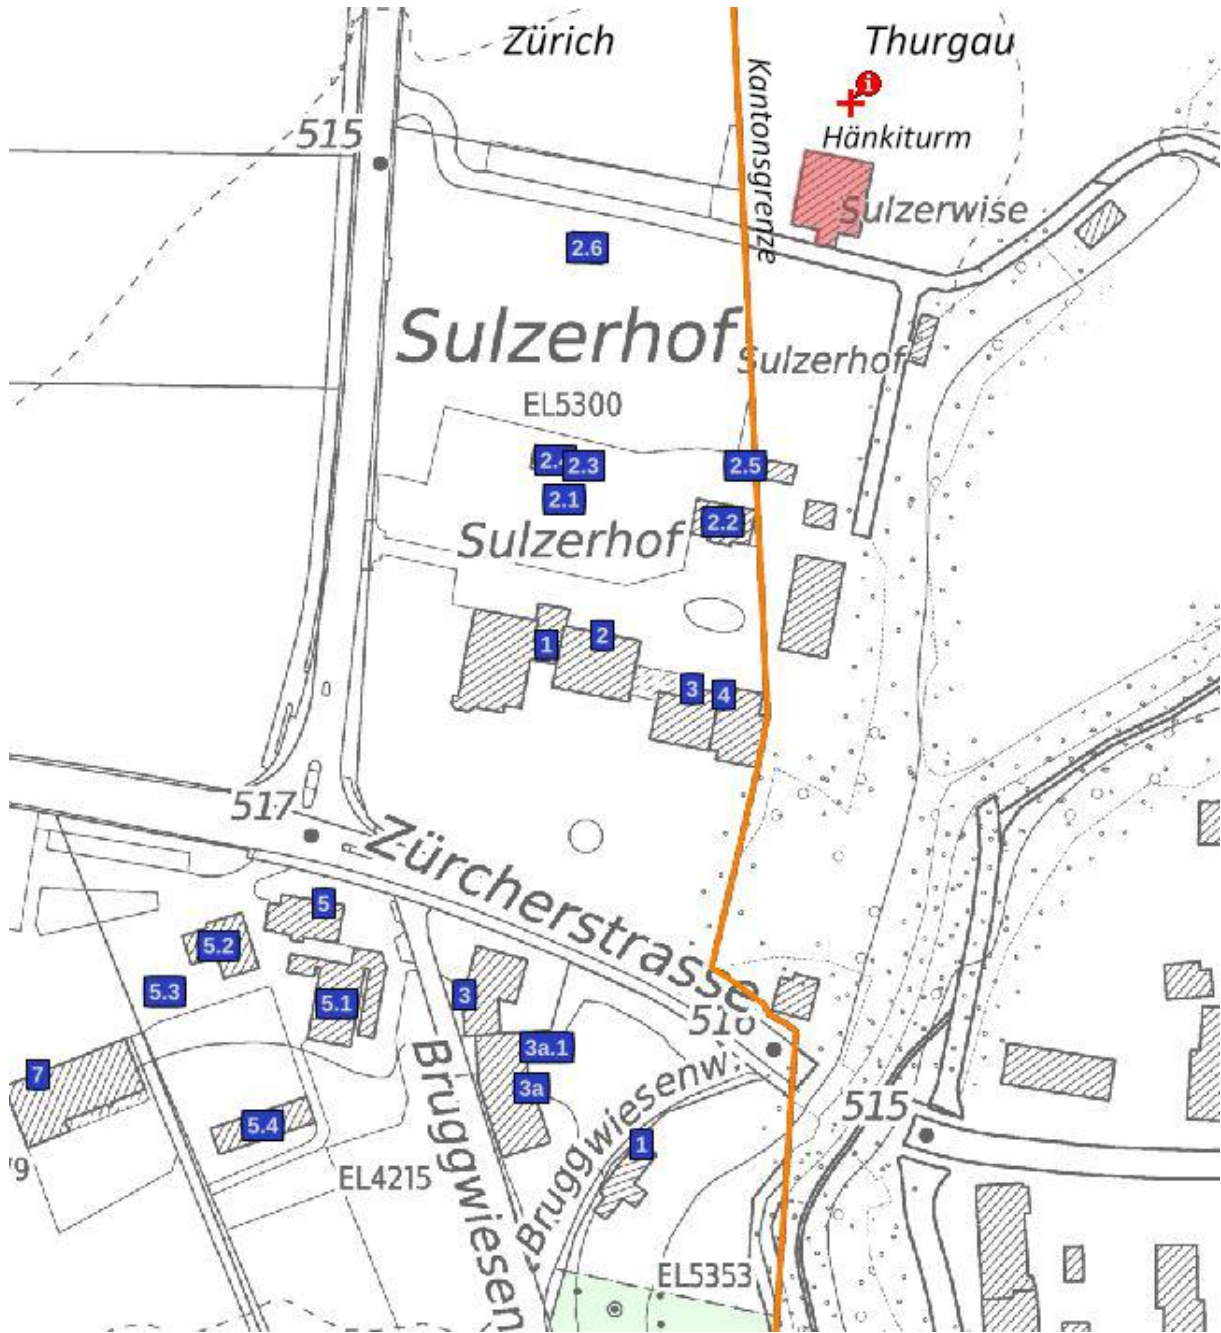 Zürich
Thurgau
Kantonsgrenze
i
Hänkiturm
515
Sulzerwise
2.6
Sulzerhof
Sulzerhof
EL5300
2.3
2.5
2.1
2.2
Sulzerhof
1
2
3
4
517
Zürcherstrasse
5
5.2
5.3
5.1
3
516
3a.1
7
3a
515
5.4
1
EL4215
Bruggwiesenw.
Bruggwiesen
9
EL5353